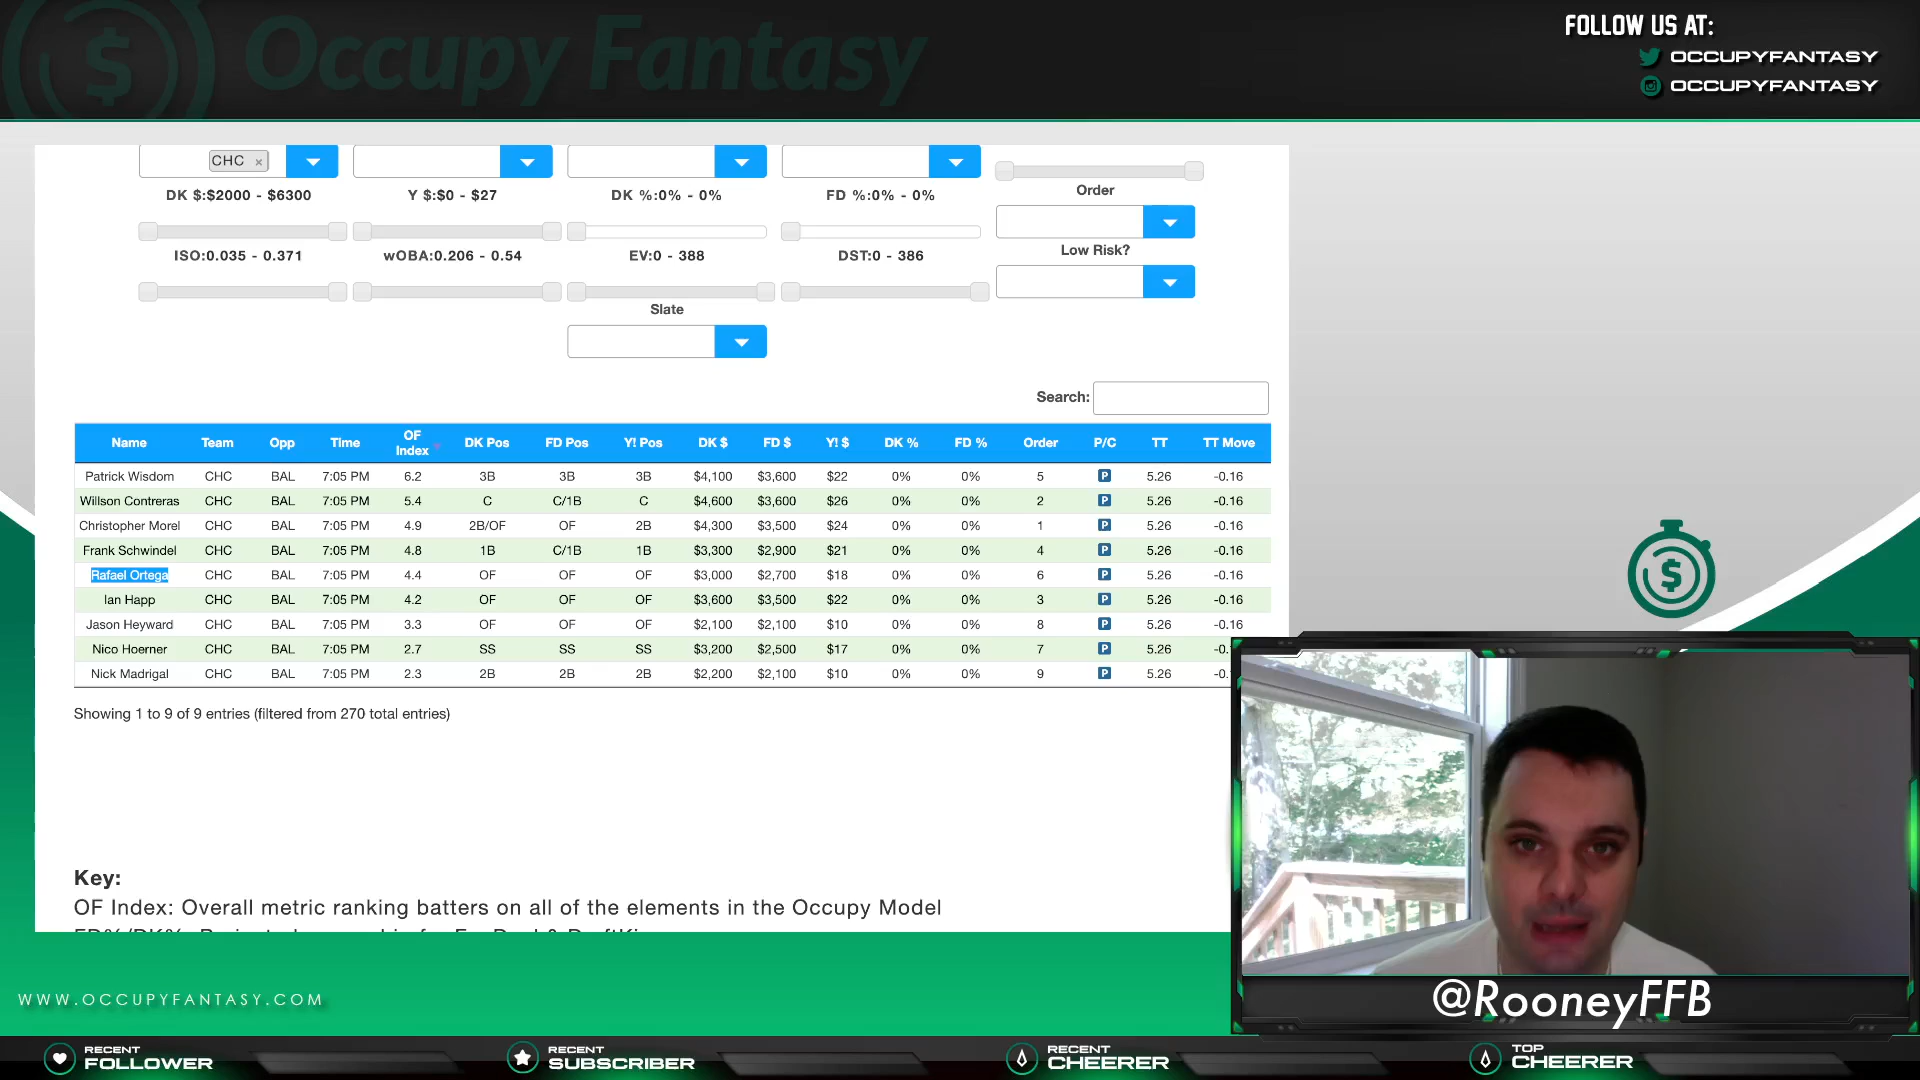 Occupy Fantasy
FOLLOW US AT:
OCCUPYFANTASY
OCCUPYFANTASY
CHC ×
DK $:$2000 - $6300 Y $:$0 - $27 DK %:0% - 0% FD %:0% - 0%
Order
ISO:0.035 - 0.371 wOBA:0.206 - 0.54 EV:0 - 388 DST:0 - 386
Low Risk?
Slate
Search:
Name Team Opp Time OF Index DK Pos FD Pos Y! Pos DK $ FD $ Y! $ DK % FD % Order P/C TT TT Move
Patrick Wisdom CHC BAL 7:05 PM 6.2 3B 3B 3B $4,100 $3,600 $22 0% 0% 5 P 5.26 -0.16
Willson Contreras CHC BAL 7:05 PM 5.4 C C/1B C $4,600 $3,600 $26 0% 0% 2 P 5.26 -0.16
Christopher Morel CHC BAL 7:05 PM 4.9 2B/OF OF 2B $4,300 $3,500 $24 0% 0% 1 P 5.26 -0.16
Frank Schwindel CHC BAL 7:05 PM 4.8 1B C/1B 1B $3,300 $2,900 $21 0% 0% 4 P 5.26 -0.16
Rafael Ortega CHC BAL 7:05 PM 4.4 OF OF OF $3,000 $2,700 $18 0% 0% 6 P 5.26 -0.16
Ian Happ CHC BAL 7:05 PM 4.2 OF OF OF $3,600 $3,500 $22 0% 0% 3 P 5.26 -0.16
Jason Heyward CHC BAL 7:05 PM 3.3 OF OF OF $2,100 $2,100 $10 0% 0% 8 P 5.26 -0.16
Nico Hoerner CHC BAL 7:05 PM 2.7 SS SS SS $3,200 $2,500 $17 0% 0% 7 P 5.26
Nick Madrigal CHC BAL 7:05 PM 2.3 2B 2B 2B $2,200 $2,100 $10 0% 0% 9 P 5.26
Showing 1 to 9 of 9 entries (filtered from 270 total entries)
Key:
OF Index: Overall metric ranking batters on all of the elements in the Occupy Model
WWW.OCCUPYFANTASY.COM
@RooneyFFB
RECENT FOLLOWER
RECENT SUBSCRIBER
RECENT CHEERER
TOP CHEERER